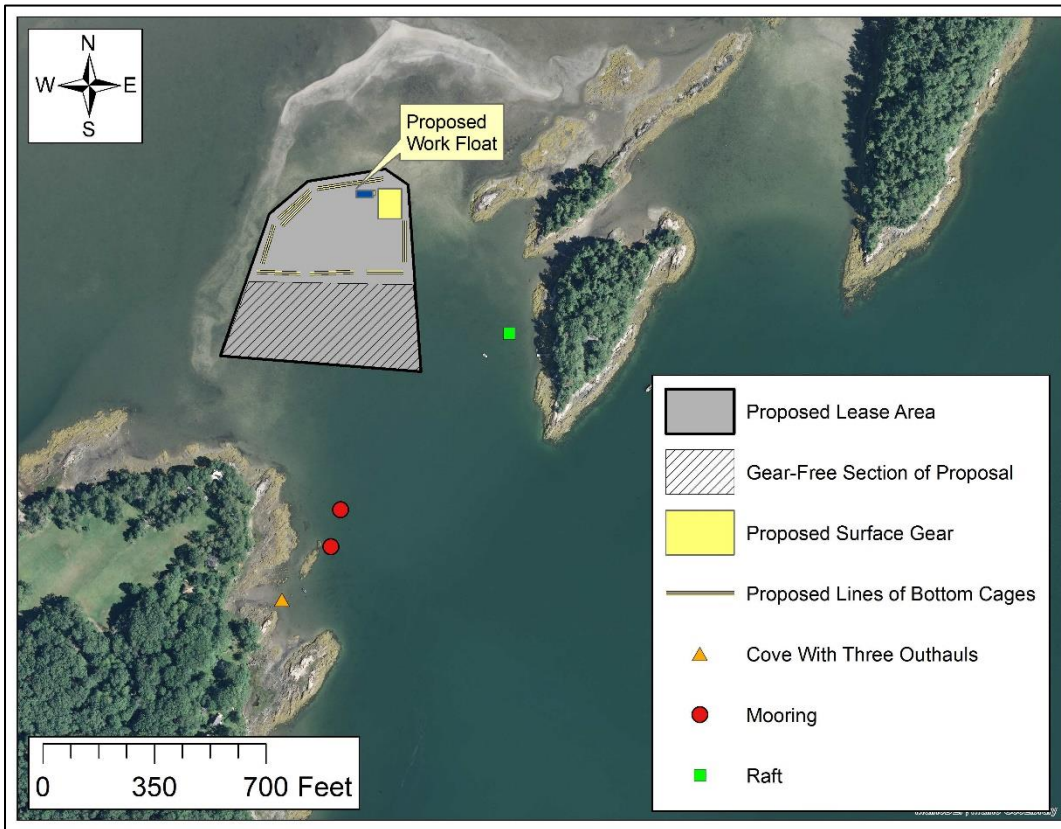 N
W E
S
Proposed
Work Float
Proposed Lease Area
Gear-Free Section of Proposal
Proposed Surface Gear
Proposed Lines of Bottom Cages
Cove With Three Outhauls
Mooring
Raft
0 350 700 Feet